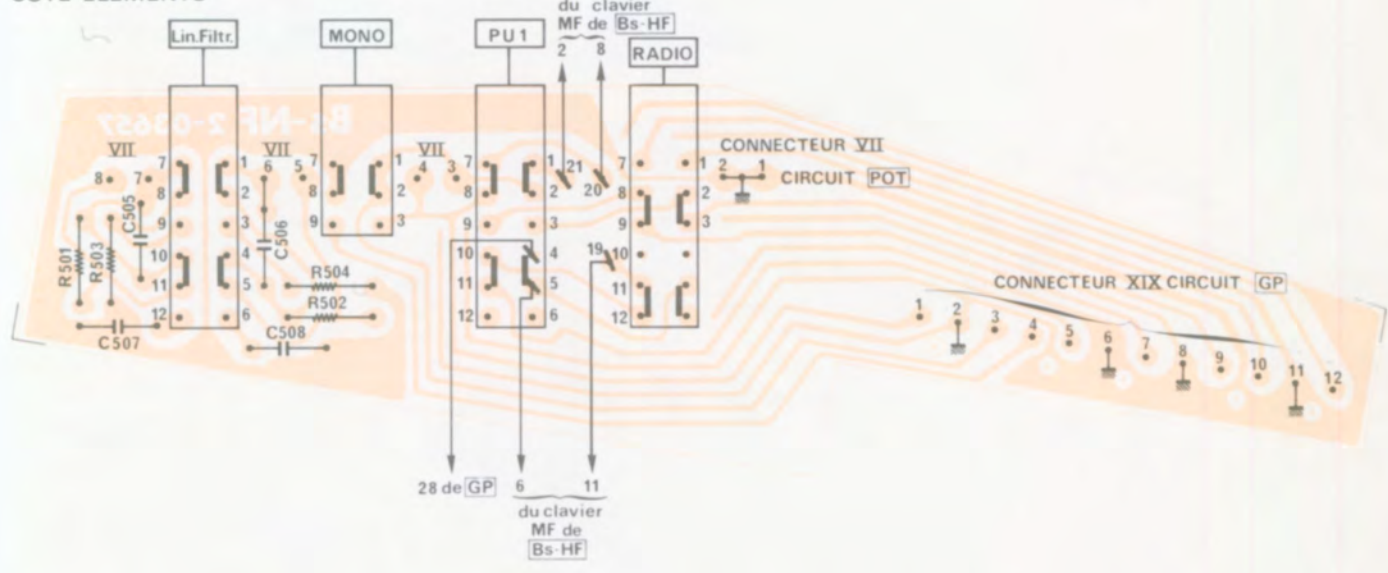 du clavier
MF de Bs-HF
2 8
Lin.Filtr. MONO PU1 RADIO
Bs-NF 2-03657
VII VII VII CONNECTEUR VII
8 7 7 1 6 5 7 1 4 3 7 1 21 7 1 2 1
8 2 8 2 8 2 20 8 2 CIRCUIT POT
9 3 9 3 9 3 9 3
C505 C506
R501 R503
10 4 10 4 19 10
11 5 R504 11 5 11
12 6 R502 12 6 12
C507 C508
CONNECTEUR XIX CIRCUIT GP
1 2 3 4 5 6 7 8 9 10 11 12
28 de GP 6 11
du clavier
MF de
Bs-HF